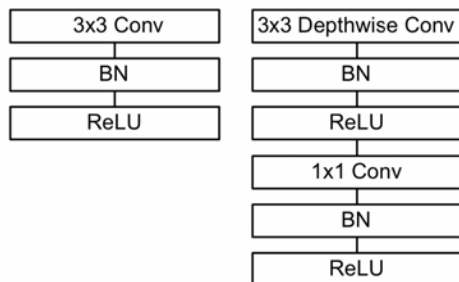 3x3 Conv
BN
ReLU
3x3 Depthwise Conv
BN
ReLU
1x1 Conv
BN
ReLU